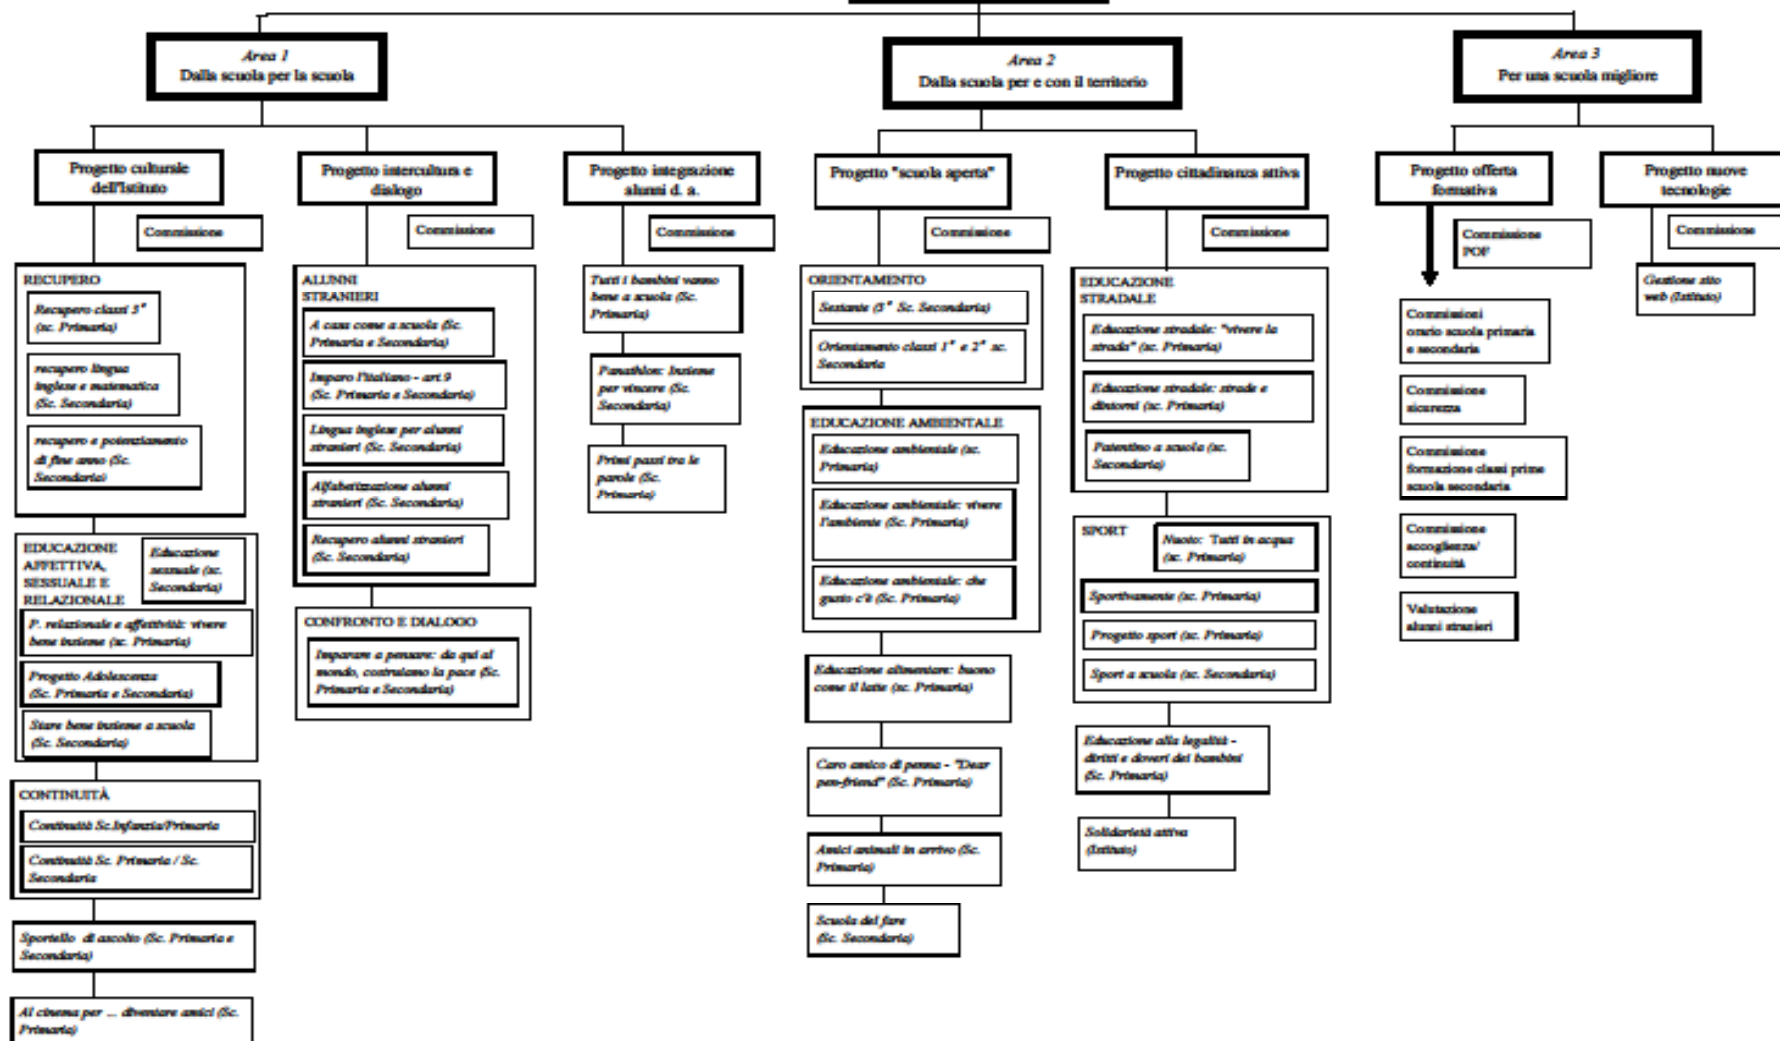 Area 1
Dalla scuola per la scuola
Area 2
Dalla scuola per e con il territorio
Area 3
Per una scuola migliore
Progetto culturale
dell'Istituto
Commissione
RECUPERO
Recupero classi 5°
(sc. Primaria)
recupero lingua
inglese e matematica
(Sc. Secondaria)
recupero e potenziamento
di fine anno (Sc.
Secondaria)
EDUCAZIONE
AFFETTIVA,
SESSUALE E
RELAZIONALE
Educazione
sessuale (sc.
Secondaria)
P. relazionale e affettività: vivere
bene insieme (sc. Primaria)
Progetto Adolescenza
(Sc. Primaria e Secondaria)
Stare bene insieme a scuola
(Sc. Secondaria)
CONTINUITÀ
Continuità Sc.Infanzia/Primaria
Continuità Sc. Primaria / Sc.
Secondaria
Sportello di ascolto (Sc. Primaria e
Secondaria)
Al cinema per ... diventare amici (Sc.
Primaria)
Progetto intercultura e
dialogo
Commissione
ALUNNI
STRANIERI
A casa come a scuola (Sc.
Primaria e Secondaria)
Imparo l'italiano - art.9
(Sc. Primaria e Secondaria)
Lingua inglese per alunni
stranieri (Sc. Secondaria)
Alfabetizzazione alunni
stranieri (Sc. Secondaria)
Recupero alunni stranieri
(Sc. Secondaria)
CONFRONTO E DIALOGO
Imparam a pensare: da qui al
mondo, costruiamo la pace (Sc.
Primaria e Secondaria)
Progetto integrazione
alunni d. a.
Commissione
Tutti i bambini vanno
bene a scuola (Sc.
Primaria)
Panathlon: Insieme
per vincere (Sc.
Secondaria)
Primi passi tra le
parole (Sc.
Primaria)
Progetto "scuola aperta"
Commissione
ORIENTAMENTO
Sestante (3° Sc. Secondaria)
Orientamento classi 1° e 2° sc.
Secondaria
EDUCAZIONE AMBIENTALE
Educazione ambientale (sc.
Primaria)
Educazione ambientale: vivere
l'ambiente (Sc. Primaria)
Educazione ambientale: che
gusto c'è (Sc. Primaria)
Educazione alimentare: buono
come il latte (sc. Primaria)
Caro amico di penna - "Dear
pen-friend" (Sc. Primaria)
Amici animali in arrivo (Sc.
Primaria)
Scuola del fare
(Sc. Secondaria)
Progetto cittadinanza attiva
Commissione
EDUCAZIONE
STRADALE
Educazione stradale: "vivere la
strada" (sc. Primaria)
Educazione stradale: strade e
dintorni (sc. Primaria)
Patentino a scuola (sc.
Secondaria)
SPORT
Nuoto: Tutti in acqua
(sc. Primaria)
Sportivamente (sc. Primaria)
Progetto sport (sc. Primaria)
Sport a scuola (sc. Secondaria)
Educazione alla legalità -
diritti e doveri dei bambini
(Sc. Primaria)
Solidarietà attiva
(Istituto)
Progetto offerta
formativa
Commissione
POF
Commissioni
orario scuola primaria
e secondaria
Commissione
sicurezza
Commissione
formazione classi prime
scuola secondaria
Commissione
accoglienza/
continuità
Valutazione
alunni stranieri
Progetto nuove
tecnologie
Commissione
Gestione sito
web (Istituto)